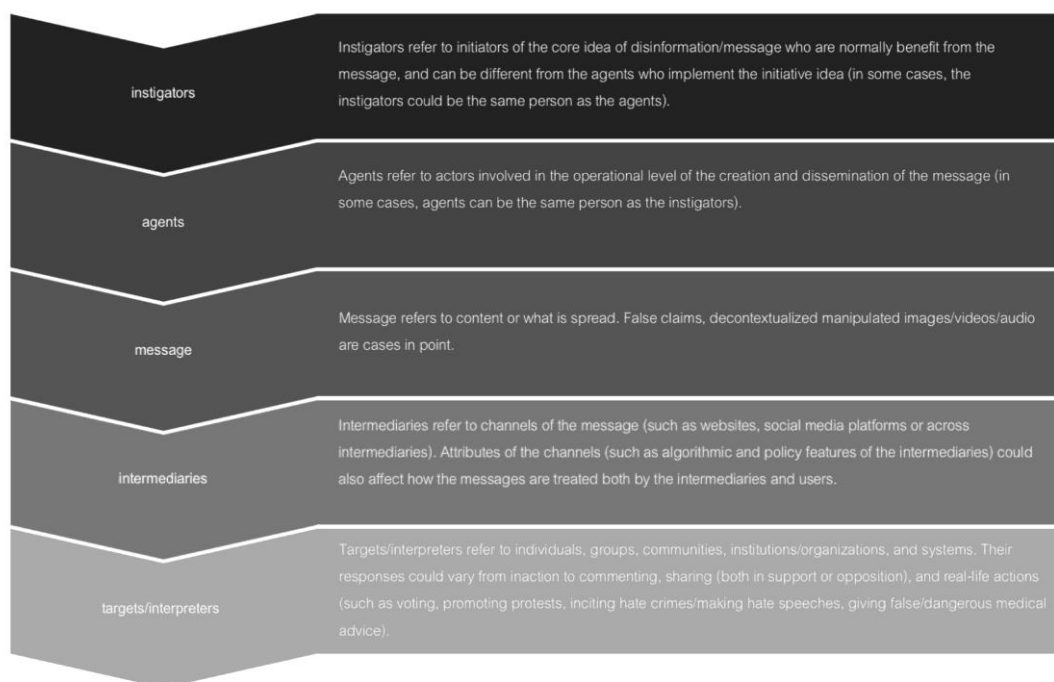 instigators
Instigators refer to initiators of the core idea of disinformation/message who are normally benefit from the
message, and can be different from the agents who implement the initiative idea (in some cases, the
instigators could be the same person as the agents).
agents
Agents refer to actors involved in the operational level of the creation and dissemination of the message (in
some cases, agents can be the same person as the instigators).
message
Message refers to content or what is spread. False claims, decontextualized manipulated images/videos/audio
are cases in point.
intermediaries
Intermediaries refer to channels of the message (such as websites, social media platforms or across
intermediaries). Attributes of the channels (such as algorithmic and policy features of the intermediaries) could
also affect how the messages are treated both by the intermediaries and users.
targets/interpreters
Targets/interpreters refer to individuals, groups, communities, institutions/organizations, and systems. Their
responses could vary from inaction to commenting, sharing (both in support or opposition), and real-life actions
(such as voting, promoting protests, inciting hate crimes/making hate speeches, giving false/dangerous medical
advice).